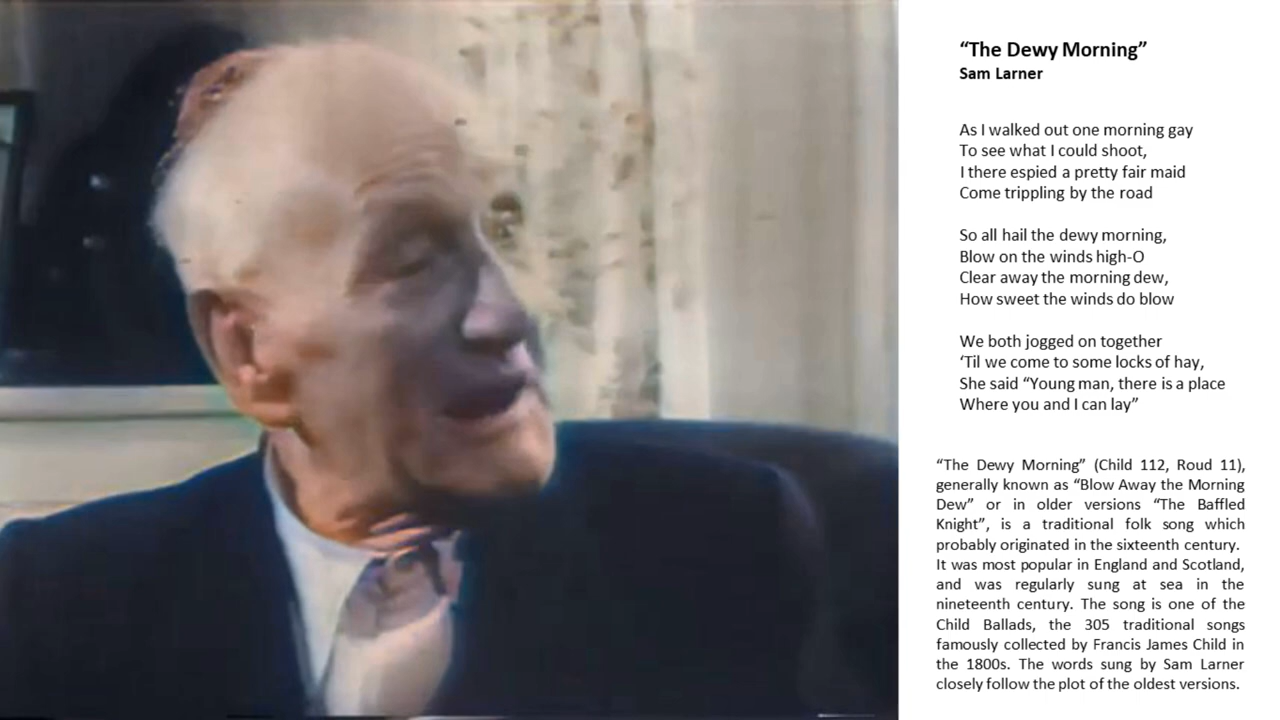 “The Dewy Morning”
Sam Larner
As I walked out one morning gay
To see what I could shoot,
I there espied a pretty fair maid
Come trippling by the road
So all hail the dewy morning,
Blow on the winds high-O
Clear away the morning dew,
How sweet the winds do blow
We both jogged on together
‘Til we come to some locks of hay,
She said “Young man, there is a place
Where you and I can lay”
“The Dewy Morning” (Child 112, Roud 11),
generally known as “Blow Away the Morning
Dew” or in older versions “The Baffled
Knight”, is a traditional folk song which
probably originated in the sixteenth century.
It was most popular in England and Scotland,
and was regularly sung at sea in the
nineteenth century. The song is one of the
Child Ballads, the 305 traditional songs
famously collected by Francis James Child in
the 1800s. The words sung by Sam Larner
closely follow the plot of the oldest versions.